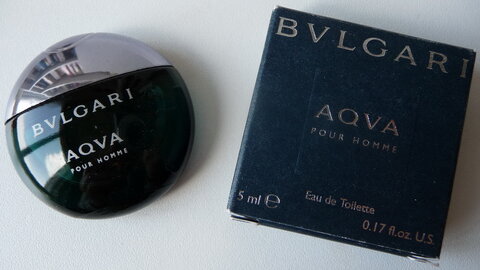 BVLGARI
AQVA
POUR HOMME
BVLGARI
AQVA
POUR HOMME
5 ml ℮
Eau de Toilette
0.17 fl.oz. U.S.